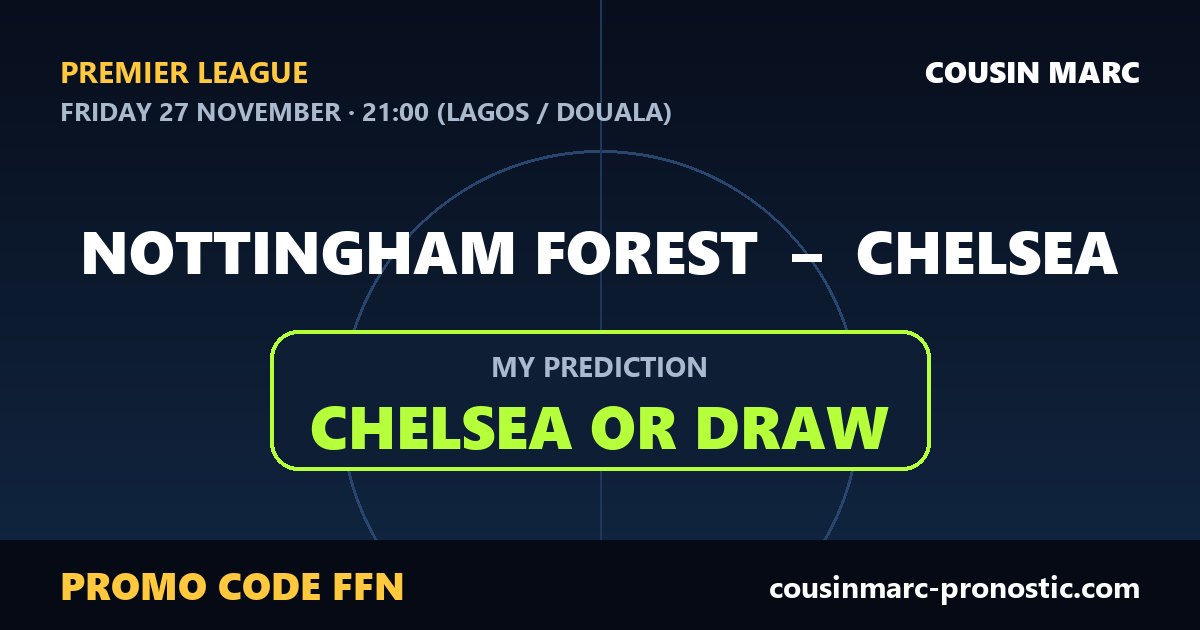 PREMIER LEAGUE
COUSIN MARC
FRIDAY 27 NOVEMBER · 21:00 (LAGOS / DOUALA)
NOTTINGHAM FOREST – CHELSEA
MY PREDICTION
CHELSEA OR DRAW
PROMO CODE FFN
cousinmarc-pronostic.com